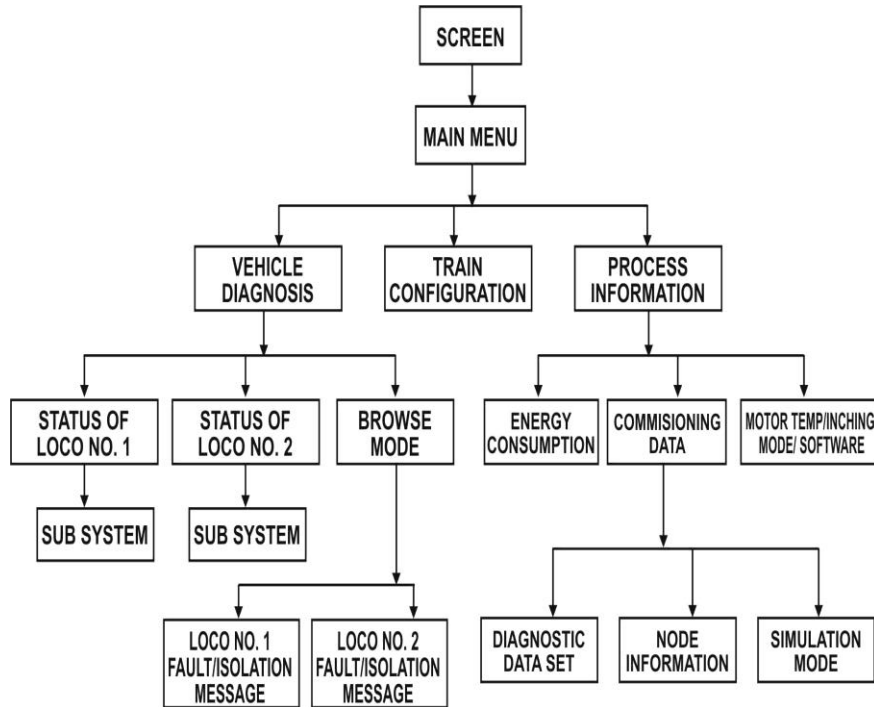 SCREEN
MAIN MENU
VEHICLE
DIAGNOSIS
TRAIN
CONFIGURATION
PROCESS
INFORMATION
STATUS OF
LOCO NO. 1
STATUS OF
LOCO NO. 2
BROWSE
MODE
ENERGY
CONSUMPTION
COMMISIONING
DATA
MOTOR TEMP/INCHING
MODE/ SOFTWARE
SUB SYSTEM
SUB SYSTEM
LOCO NO. 1
FAULT/ISOLATION
MESSAGE
LOCO NO. 2
FAULT/ISOLATION
MESSAGE
DIAGNOSTIC
DATA SET
NODE
INFORMATION
SIMULATION
MODE